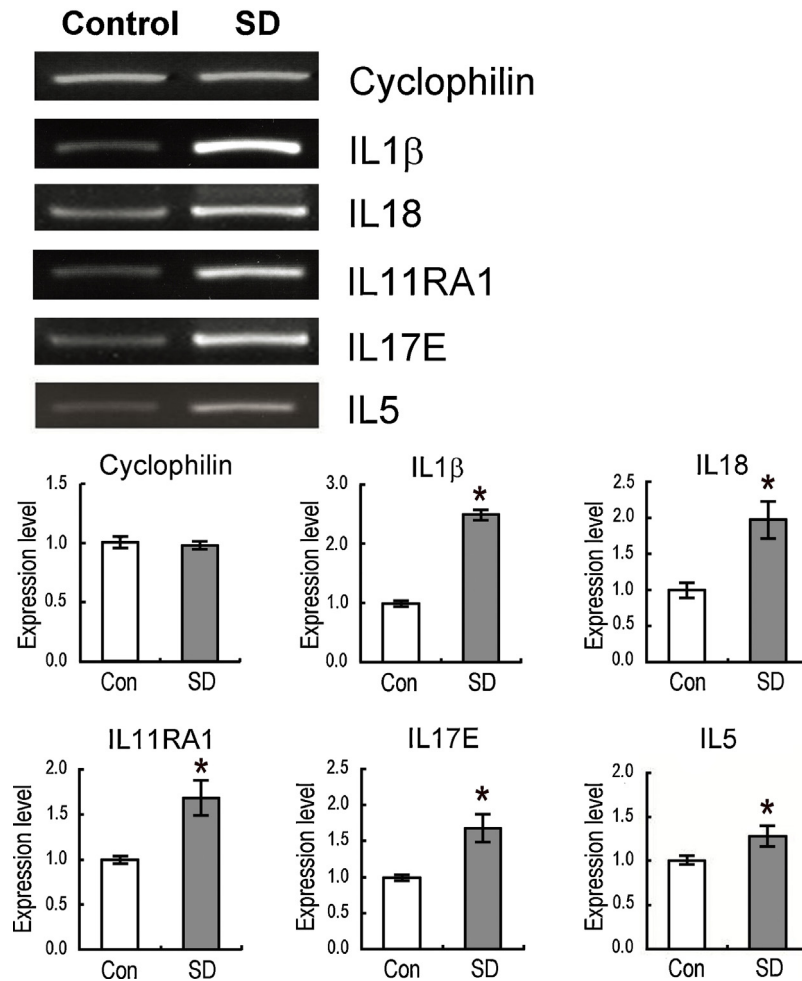 Control SD
Cyclophilin
IL1β
IL18
IL11RA1
IL17E
IL5
Cyclophilin
Expression level
1.5
1.0
0.5
0.0
Con SD
IL1β
Expression level
3.0
2.0
1.0
0.0
*
Con SD
IL18
Expression level
2.5
2.0
1.5
1.0
0.5
0.0
*
Con SD
IL11RA1
Expression level
2.0
1.5
1.0
0.5
0.0
*
Con SD
IL17E
Expression level
2.5
2.0
1.5
1.0
0.5
0.0
*
Con SD
IL5
Expression level
2.0
1.5
1.0
0.5
0.0
*
Con SD